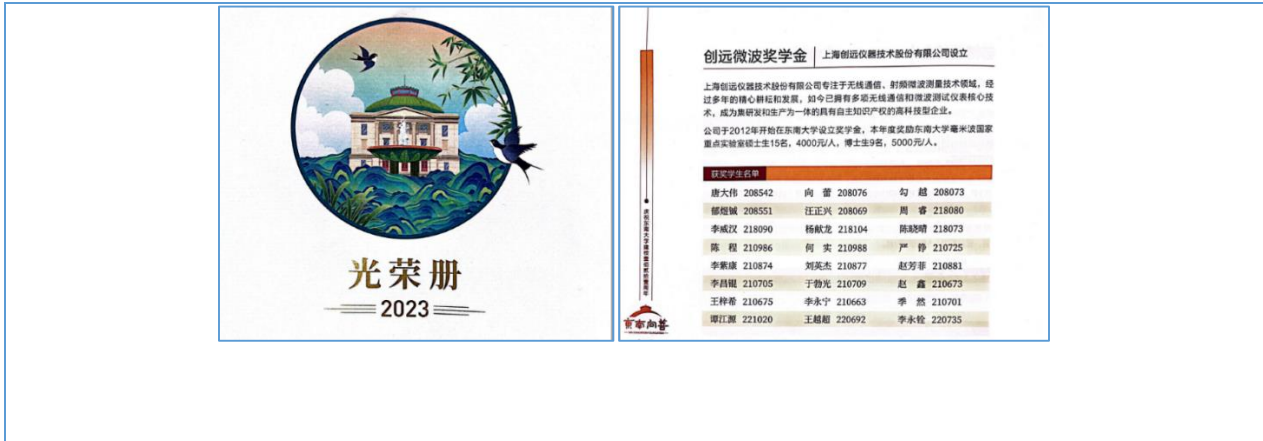 光荣册
2023
创远微波奖学金 | 上海创远仪器技术股份有限公司设立
上海创远仪器技术股份有限公司专注于无线通信、射频微波测量技术领域，经
过多年的精心耕耘和发展，如今已拥有多项无线通信和微波测试仪表核心技
术，成为集研发和生产为一体的具有自主知识产权的高科技型企业。
公司于2012年开始在东南大学设立奖学金，本年度奖励东南大学毫米波国家
重点实验室硕士生15名，4000元/人，博士生9名，5000元/人。
获奖学生名单
唐大伟 208542 向 蕾 208076 勾 越 208073
郁煜铖 208551 汪正兴 208069 周 睿 218080
李威汉 218090 杨猷龙 218104 陈晓晴 218073
陈 程 210986 何 实 210988 严 铮 210725
李紫康 210874 刘英杰 210877 赵芳菲 210881
李昌锟 210705 于勃光 210709 赵 鑫 210673
王梓希 210675 李永宁 210663 季 然 210701
谭江源 221020 王越超 220692 李永铨 220735
东南向善